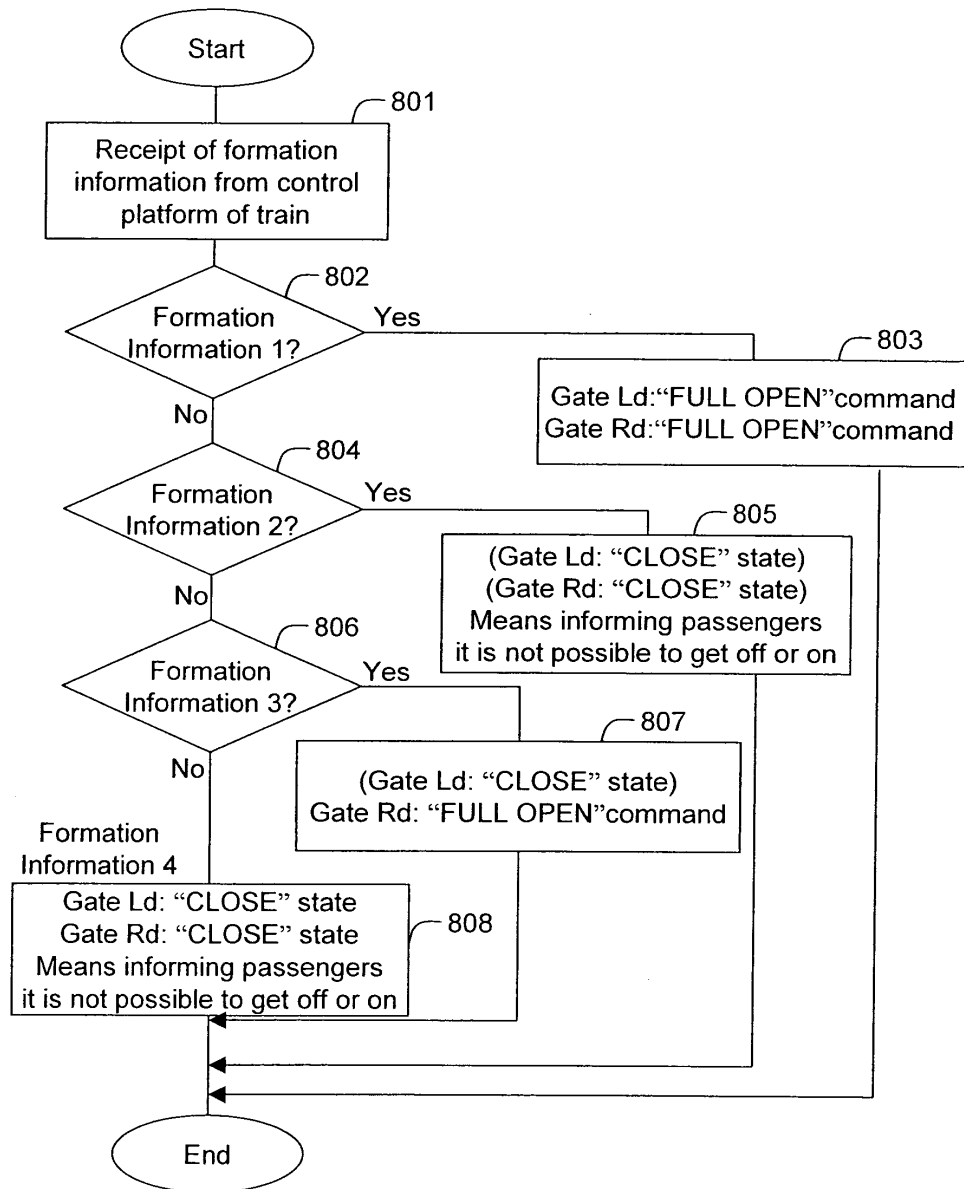 Start
801
Receipt of formation
information from control
platform of train
802
Formation
Information 1?
Yes
803
Gate Ld:“FULL OPEN”command
Gate Rd:“FULL OPEN”command
No
804
Formation
Information 2?
Yes
805
(Gate Ld: “CLOSE” state)
(Gate Rd: “CLOSE” state)
Means informing passengers
it is not possible to get off or on
No
806
Formation
Information 3?
Yes
807
(Gate Ld: “CLOSE” state)
Gate Rd: “FULL OPEN”command
No
Formation
Information 4
Gate Ld: “CLOSE” state
Gate Rd: “CLOSE” state
Means informing passengers
it is not possible to get off or on
808
End